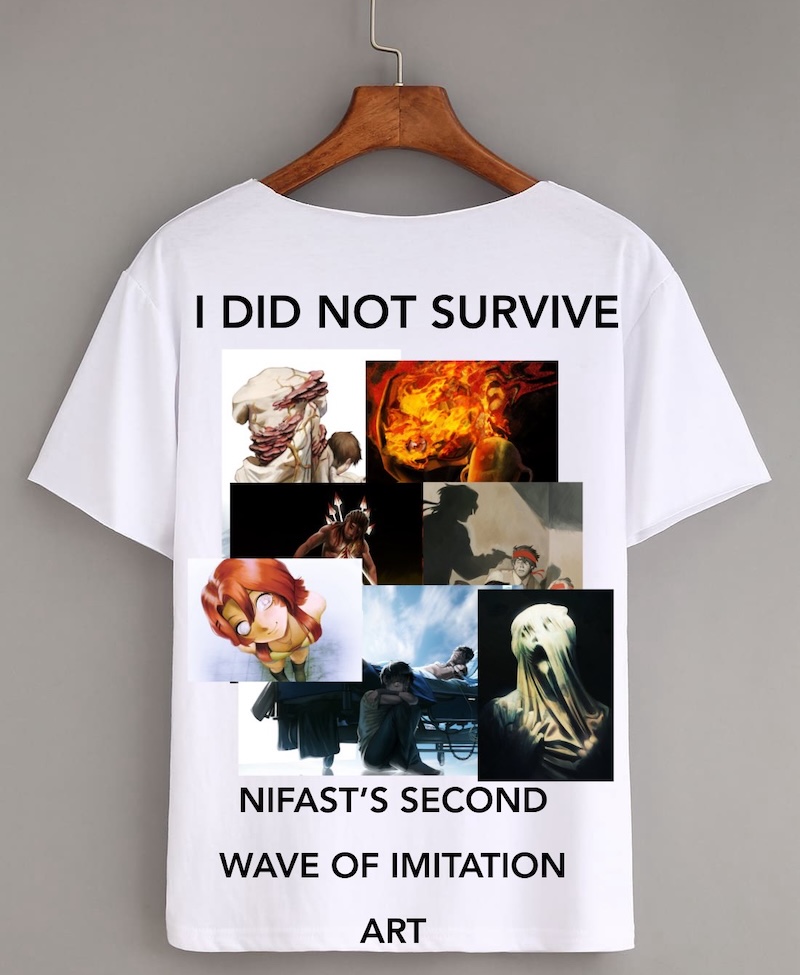 I DID NOT SURVIVE
NIFAST'S SECOND
WAVE OF IMITATION
ART